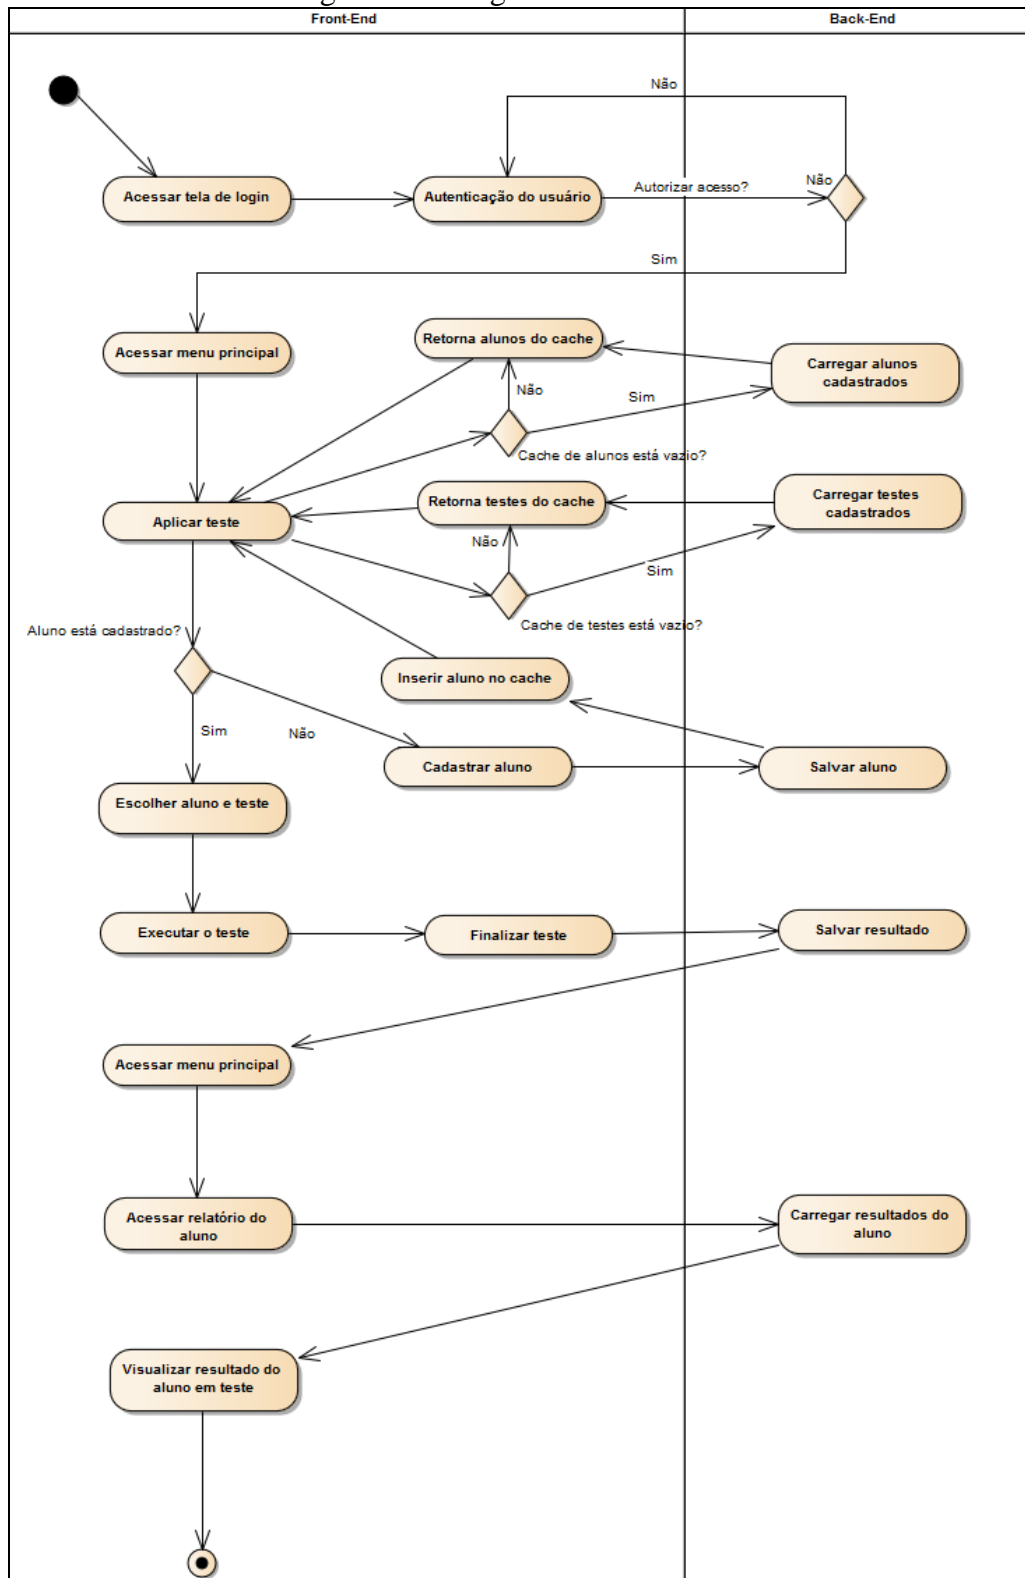 Front-End
Back-End
Não
Acessar tela de login
Autenticação do usuário
Autorizar acesso?
Não
Sim
Acessar menu principal
Retorna alunos do cache
Carregar alunos
cadastrados
Não
Sim
Cache de alunos está vazio?
Aplicar teste
Retorna testes do cache
Carregar testes
cadastrados
Não
Sim
Cache de testes está vazio?
Aluno está cadastrado?
Inserir aluno no cache
Sim
Não
Cadastrar aluno
Salvar aluno
Escolher aluno e teste
Executar o teste
Finalizar teste
Salvar resultado
Acessar menu principal
Acessar relatório do
aluno
Carregar resultados do
aluno
Visualizar resultado do
aluno em teste